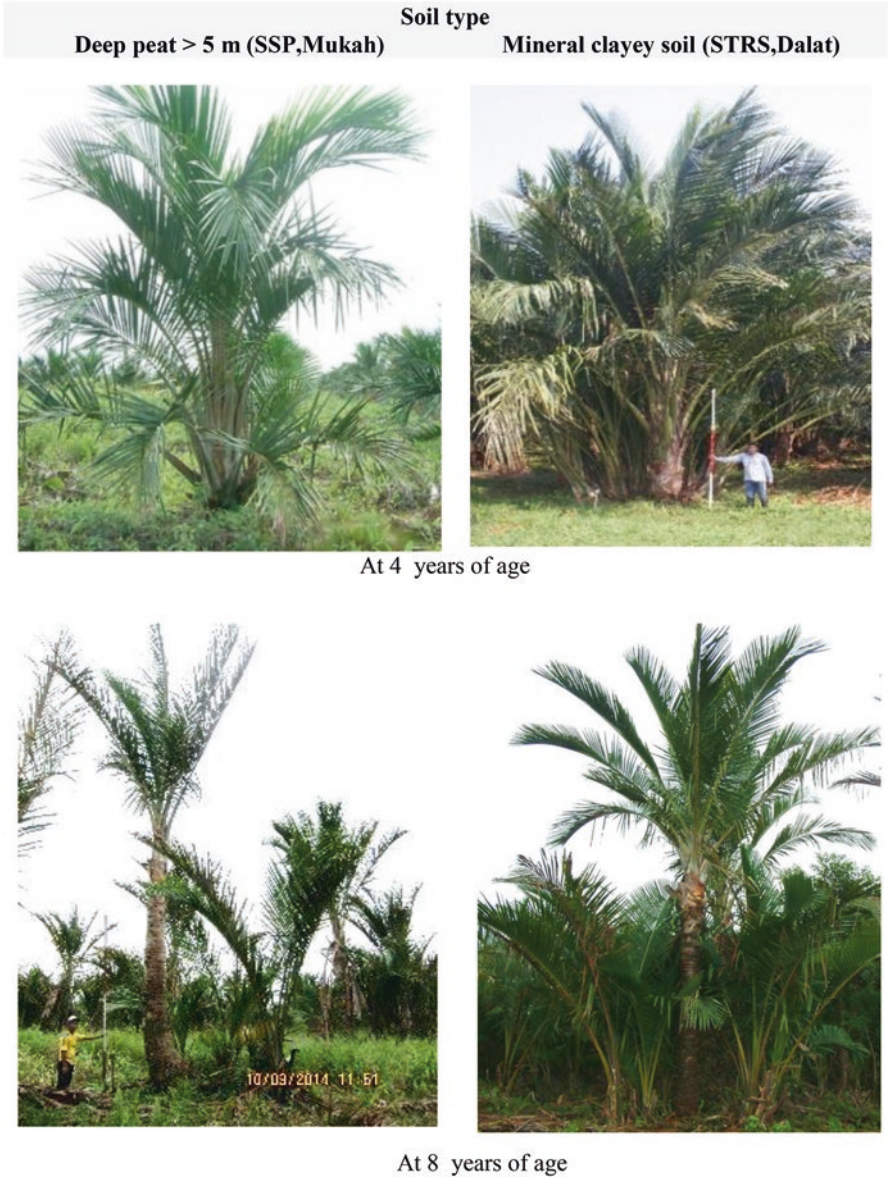 Soil type
Deep peat > 5 m (SSP,Mukah) Mineral clayey soil (STRS,Dalat)
At 4 years of age
10/09/2014 11:51
At 8 years of age